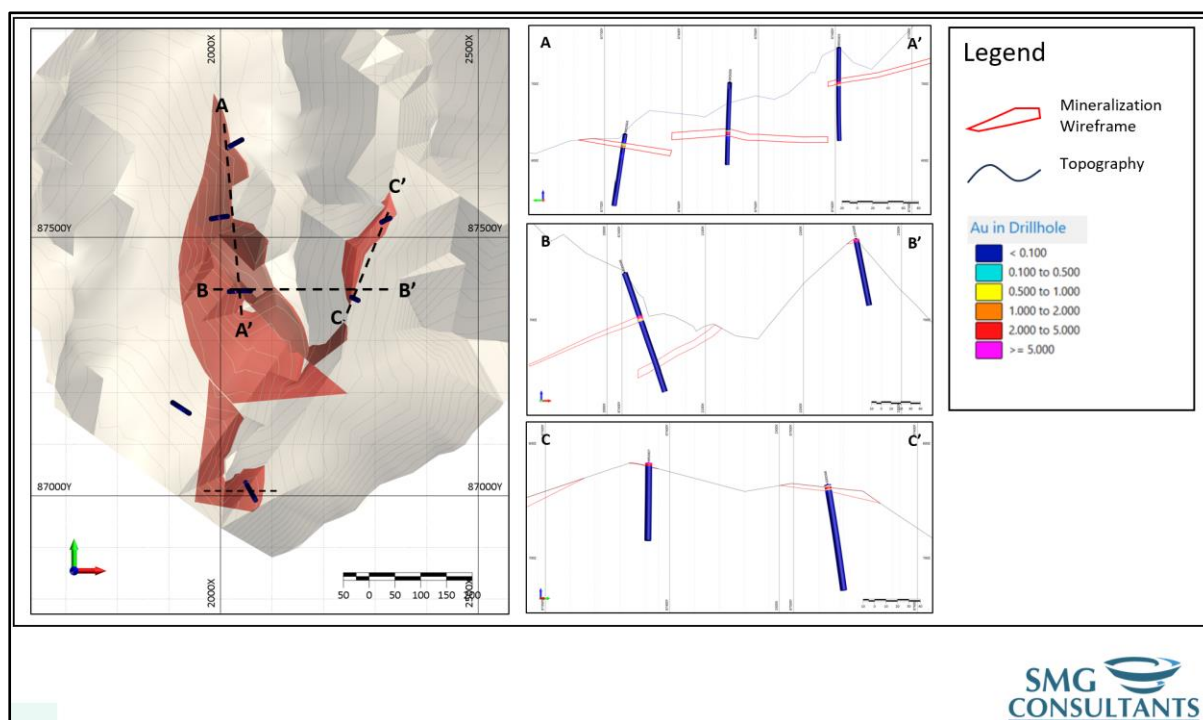 2000X
2500X
A
C'
87500Y
87500Y
B
B'
C
A'
87000Y
87000Y
50 0 50 100 150 200
2000X
2500X
A
A'
B
B'
C
C'
Legend
Mineralization
Wireframe
Topography
Au in Drillhole
< 0.100
0.100 to 0.500
0.500 to 1.000
1.000 to 2.000
2.000 to 5.000
>= 5.000
SMG
CONSULTANTS